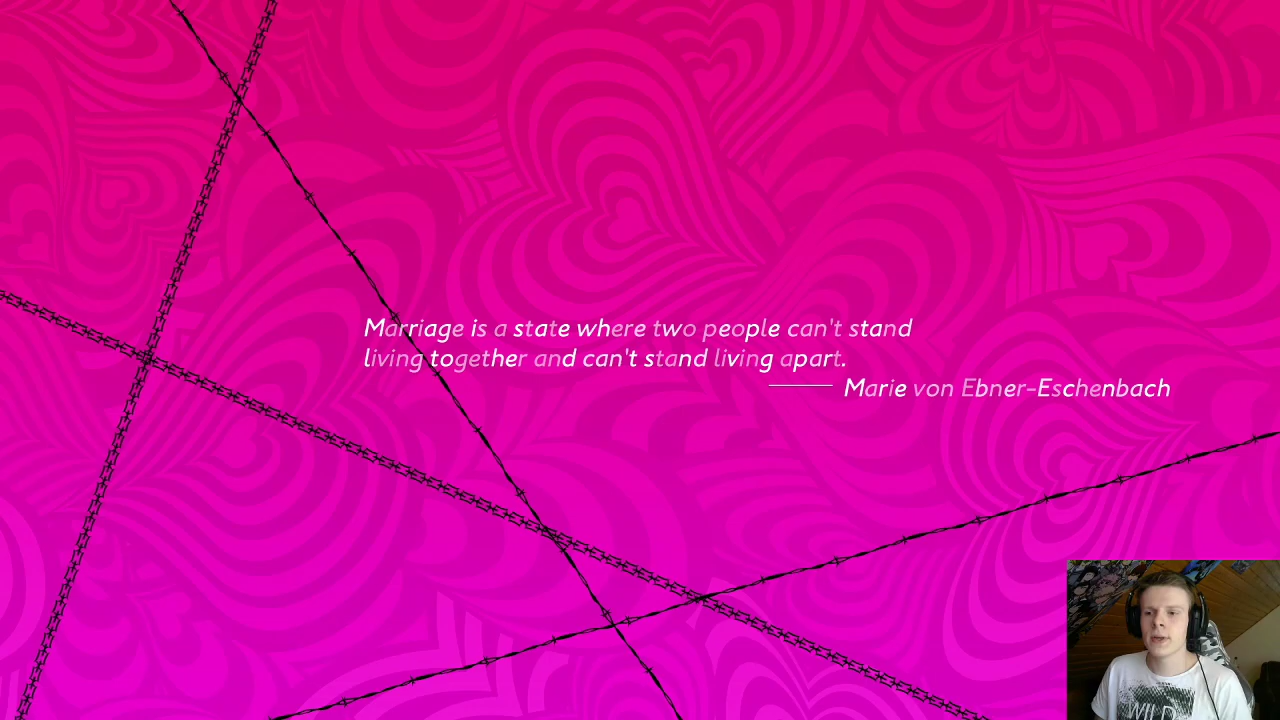 Marriage is a state where two people can't stand
living together and can't stand living apart.
Marie von Ebner-Eschenbach
WILD